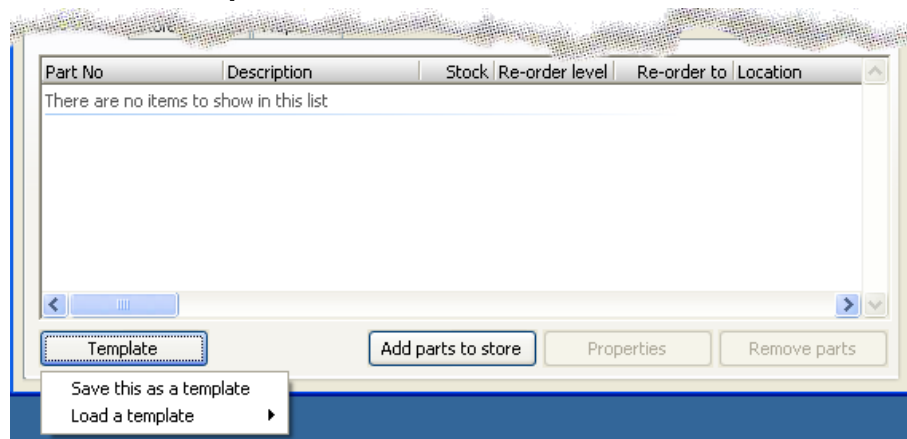 Part No Description Stock Re-order level Re-order to Location
There are no items to show in this list
Template Add parts to store Properties Remove parts
Save this as a template
Load a template